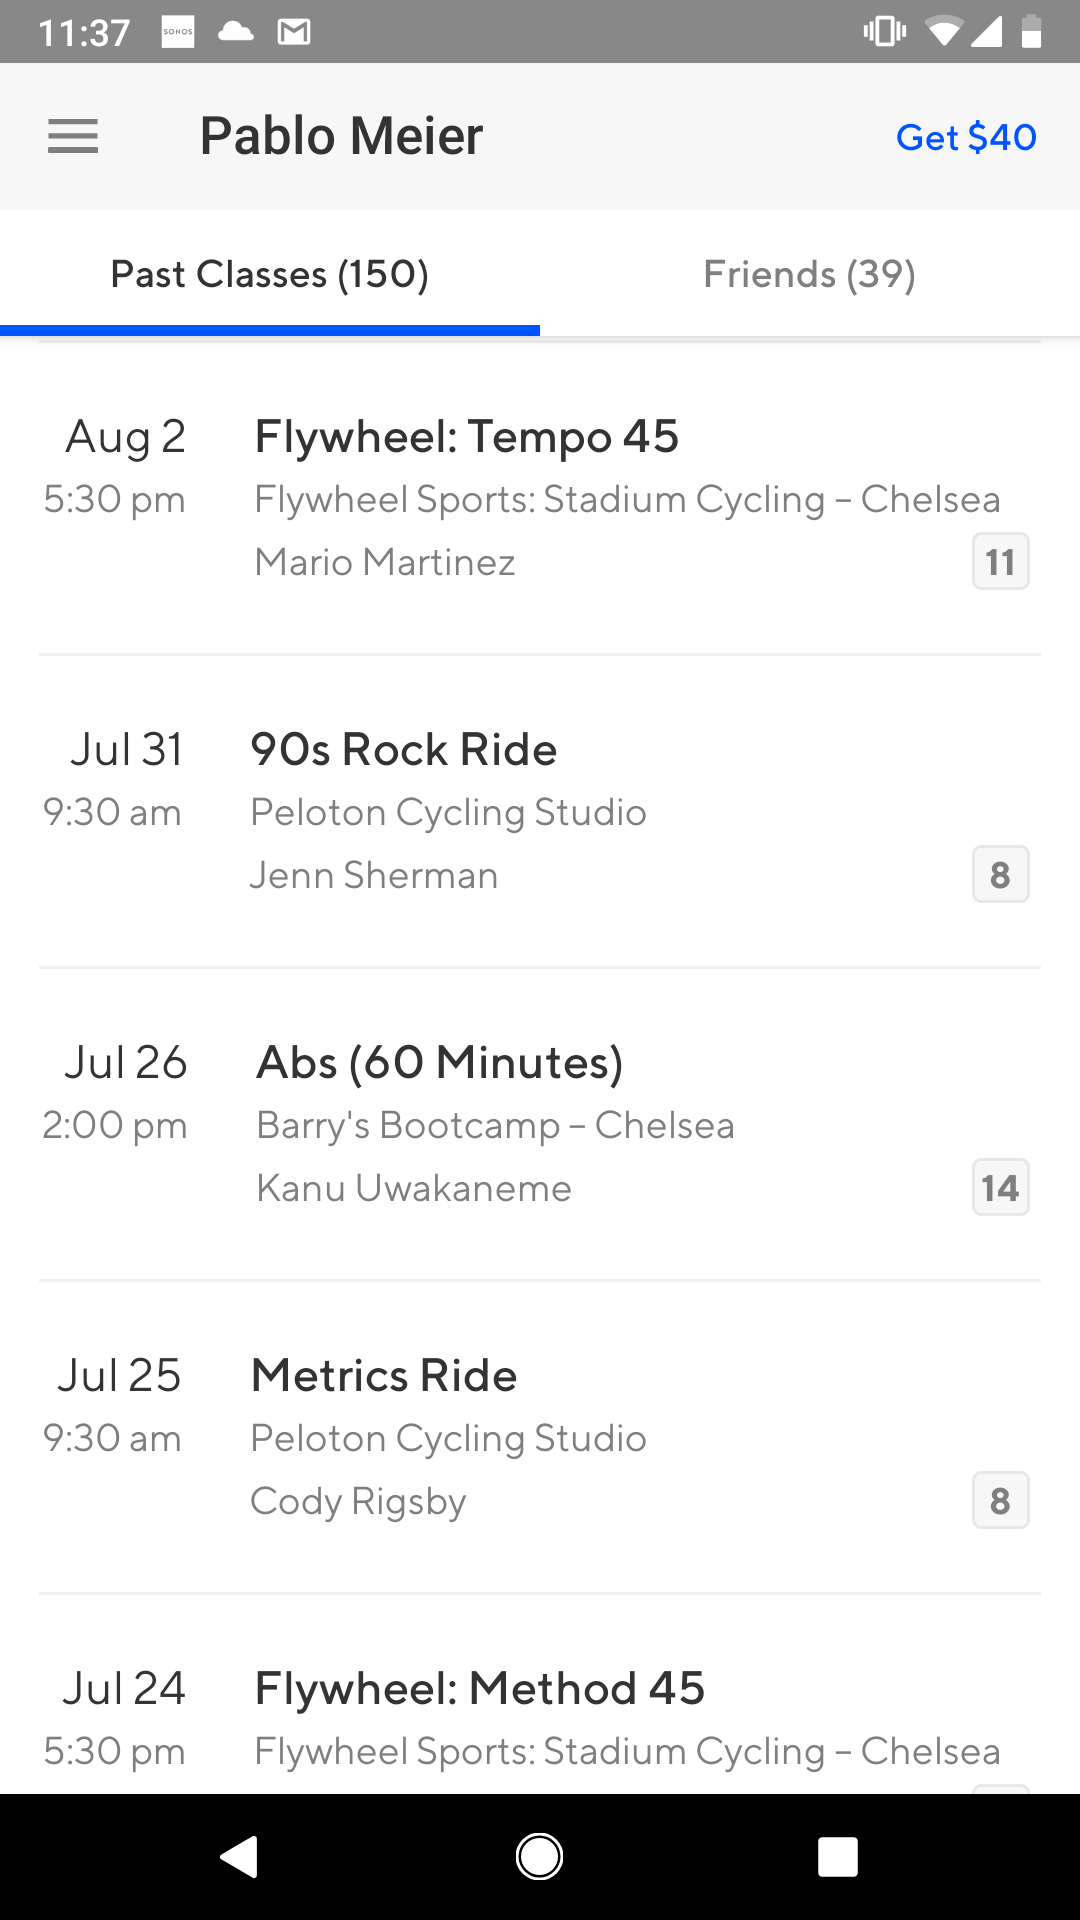 11:37 SONOS
Pablo Meier Get $40
Past Classes (150) Friends (39)
Aug 2 Flywheel: Tempo 45
5:30 pm Flywheel Sports: Stadium Cycling – Chelsea
Mario Martinez 11
Jul 31 90s Rock Ride
9:30 am Peloton Cycling Studio
Jenn Sherman 8
Jul 26 Abs (60 Minutes)
2:00 pm Barry's Bootcamp – Chelsea
Kanu Uwakaneme 14
Jul 25 Metrics Ride
9:30 am Peloton Cycling Studio
Cody Rigsby 8
Jul 24 Flywheel: Method 45
5:30 pm Flywheel Sports: Stadium Cycling – Chelsea